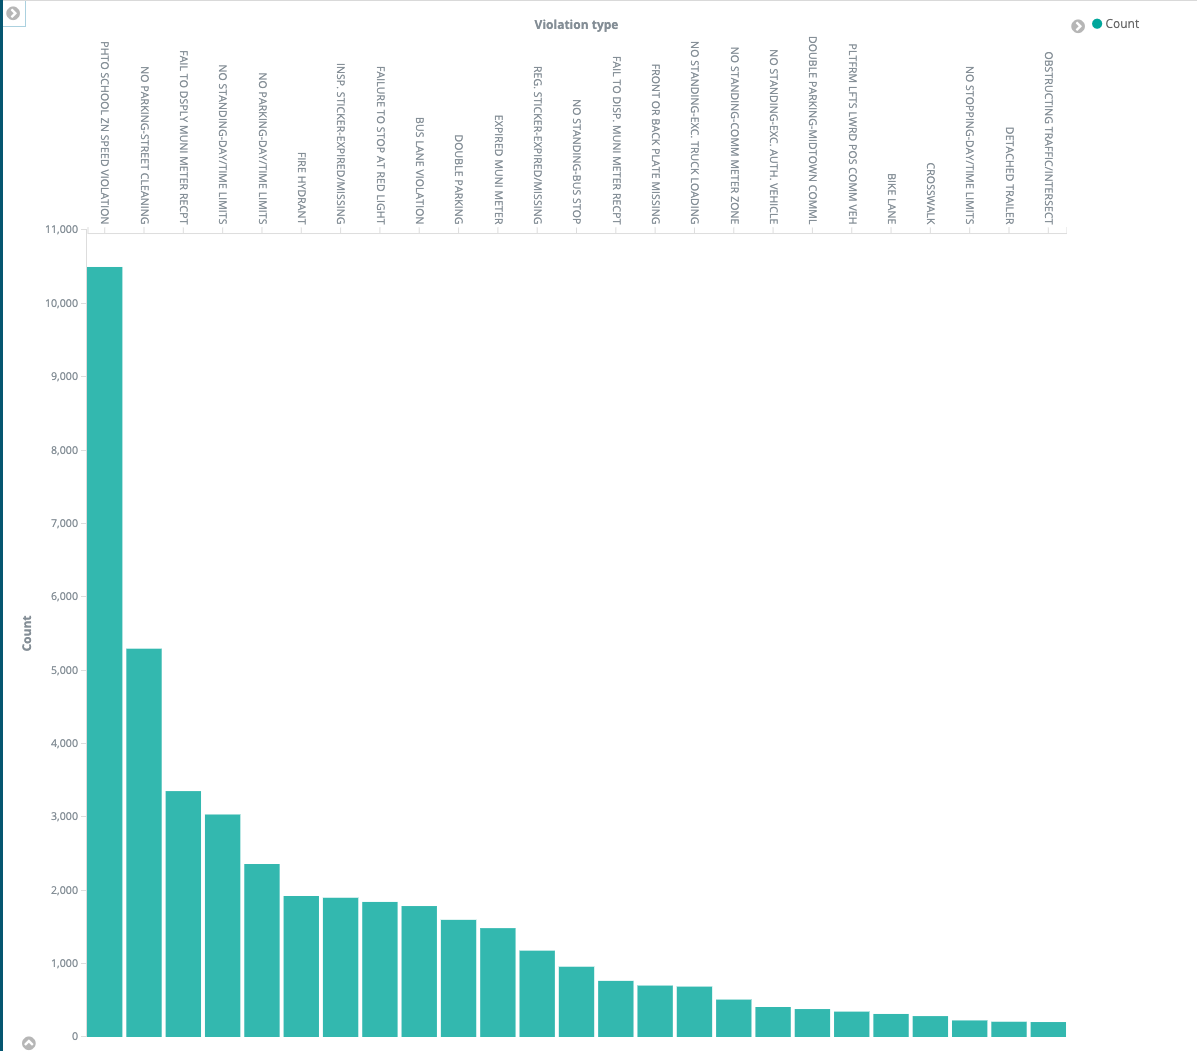 Violation type
Count
PHTO SCHOOL ZN SPEED VIOLATION
NO PARKING-STREET CLEANING
FAIL TO DSPLY MUNI METER RECPT
NO STANDING-DAY/TIME LIMITS
NO PARKING-DAY/TIME LIMITS
FIRE HYDRANT
INSP. STICKER-EXPIRED/MISSING
FAILURE TO STOP AT RED LIGHT
BUS LANE VIOLATION
DOUBLE PARKING
EXPIRED MUNI METER
REG. STICKER-EXPIRED/MISSING
NO STANDING-BUS STOP
FAIL TO DISP. MUNI METER RECPT
FRONT OR BACK PLATE MISSING
NO STANDING-EXC. TRUCK LOADING
NO STANDING-COMM METER ZONE
NO STANDING-EXC. AUTH. VEHICLE
DOUBLE PARKING-MIDTOWN COMML
PLTFRM LFTS LWRD POS COMM VEH
BIKE LANE
CROSSWALK
NO STOPPING-DAY/TIME LIMITS
DETACHED TRAILER
OBSTRUCTING TRAFFIC/INTERSECT
11,000
10,000
9,000
8,000
7,000
6,000
5,000
4,000
3,000
2,000
1,000
0
Count